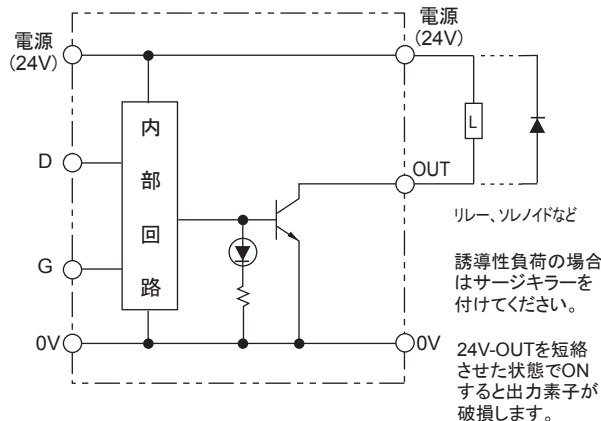 電源
(24V)
電源
(24V)
内
部
回
路
D
G
0V
OUT
0V
L
リレー、ソレノイドなど
誘導性負荷の場合
はサージキラーを
付けてください。
24V-OUTを短絡
させた状態でON
すると出力素子が
破損します。